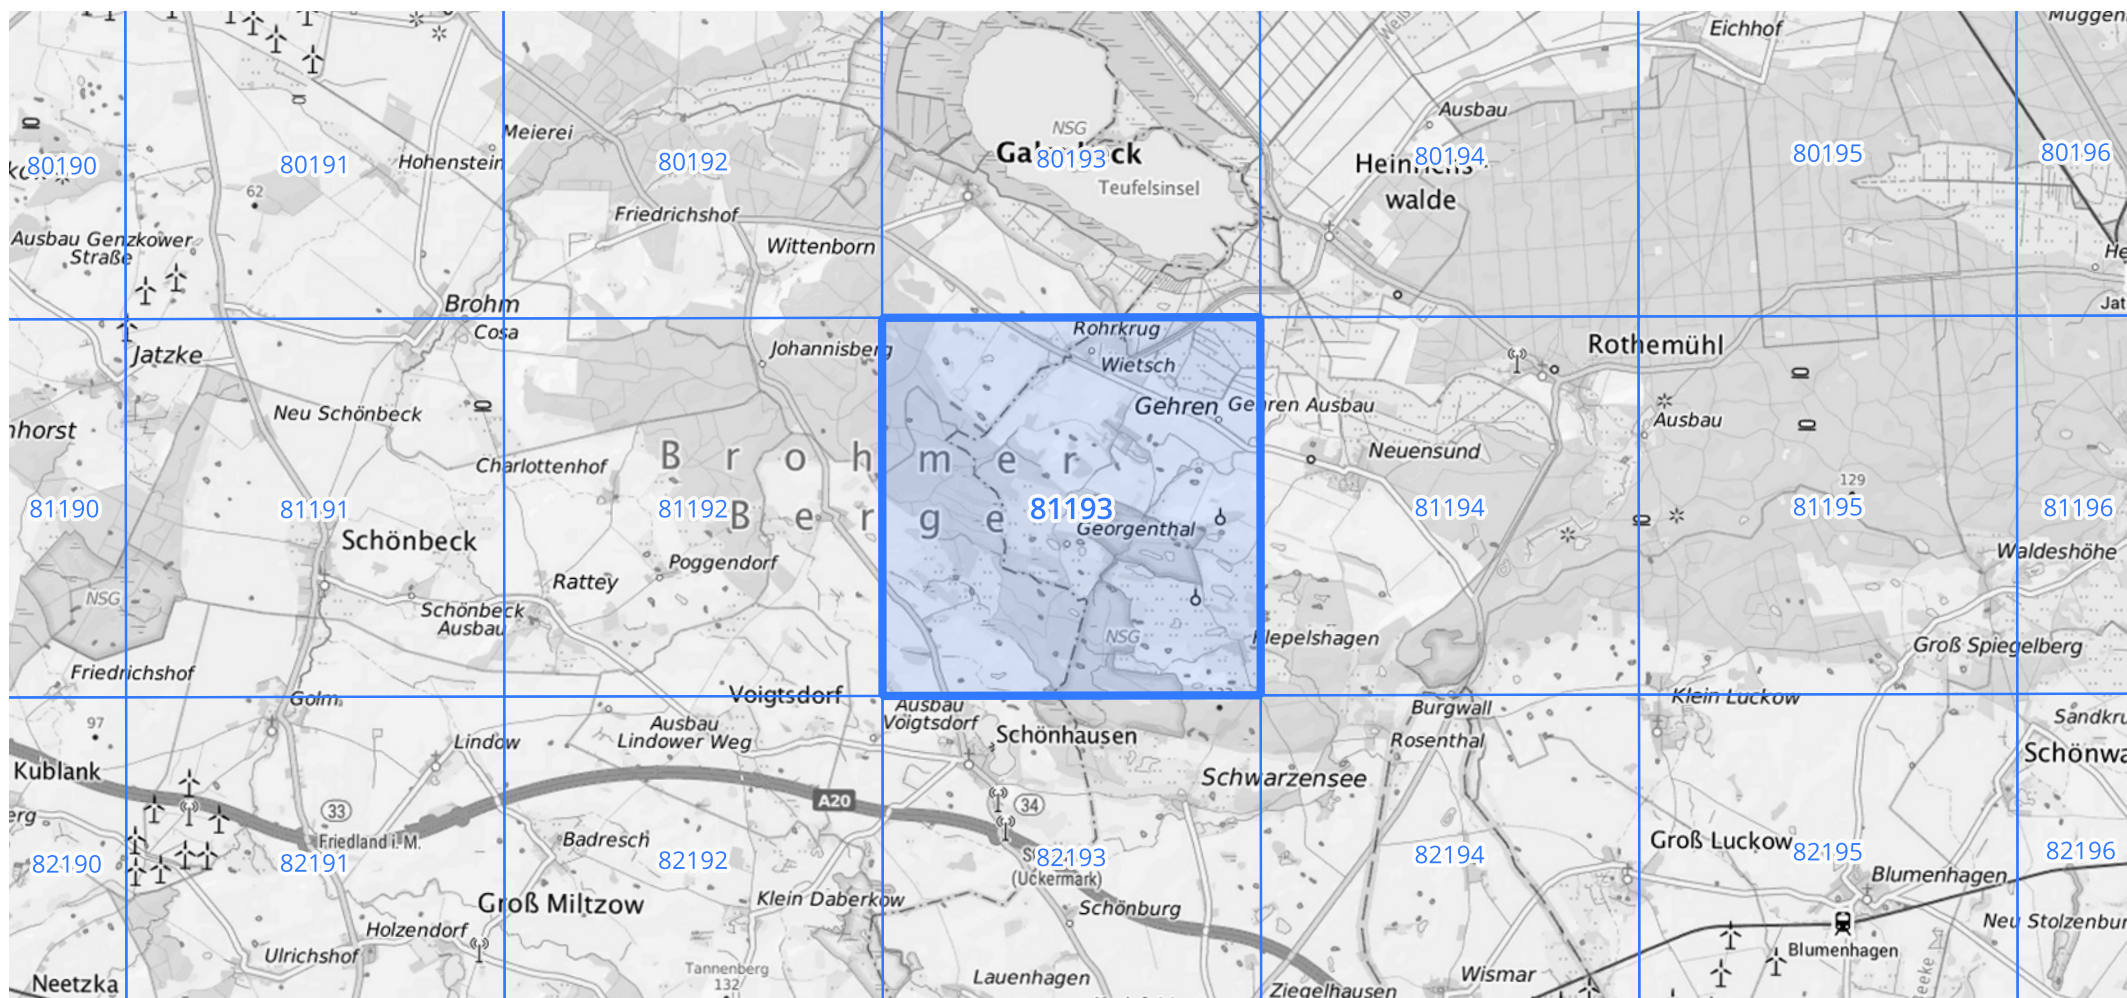 Eichhof
Muggen
Meierei
Hohenstein
NSG
Ausbau
80190
80191
80192
80193
80194
80195
80196
Teufelsinsel
walde
62
Friedrichshof
Wittenborn
Ausbau Genzkower
Straße
Brohm
Cosa
Jatzke
Johannisberg
Rohrkrug
Wietsch
Rothemühl
Neu Schönbeck
Gehren
Gehren Ausbau
Ausbau
Charlottenhof
Neuensund
Brohmer
Berge
129
81190
81191
81192
81193
81194
81195
81196
Schönbeck
Georgenthal
Waldeshöhe
Poggendorf
Rattey
NSG
Schönbeck
Ausbau
NSG
Klepelshagen
Groß Spiegelberg
Friedrichshof
Golm
Voigtsdorf
Ausbau
Voigtsdorf
Burgwall
Klein Luckow
97
Ausbau
Lindower Weg
Lindow
Schönhausen
Rosenthal
Kublank
Schwarzensee
A20
33
34
Friedland i. M.
Badresch
Groß Luckow
82190
82191
82192
82193
82194
82195
82196
(Uckermark)
Blumenhagen
Groß Miltzow
Klein Daberkow
Schönburg
Holzendorf
Ulrichshof
Blumenhagen
Tannenberg
132
Neetzka
Lauenhagen
Wismar
Ziegelhausen